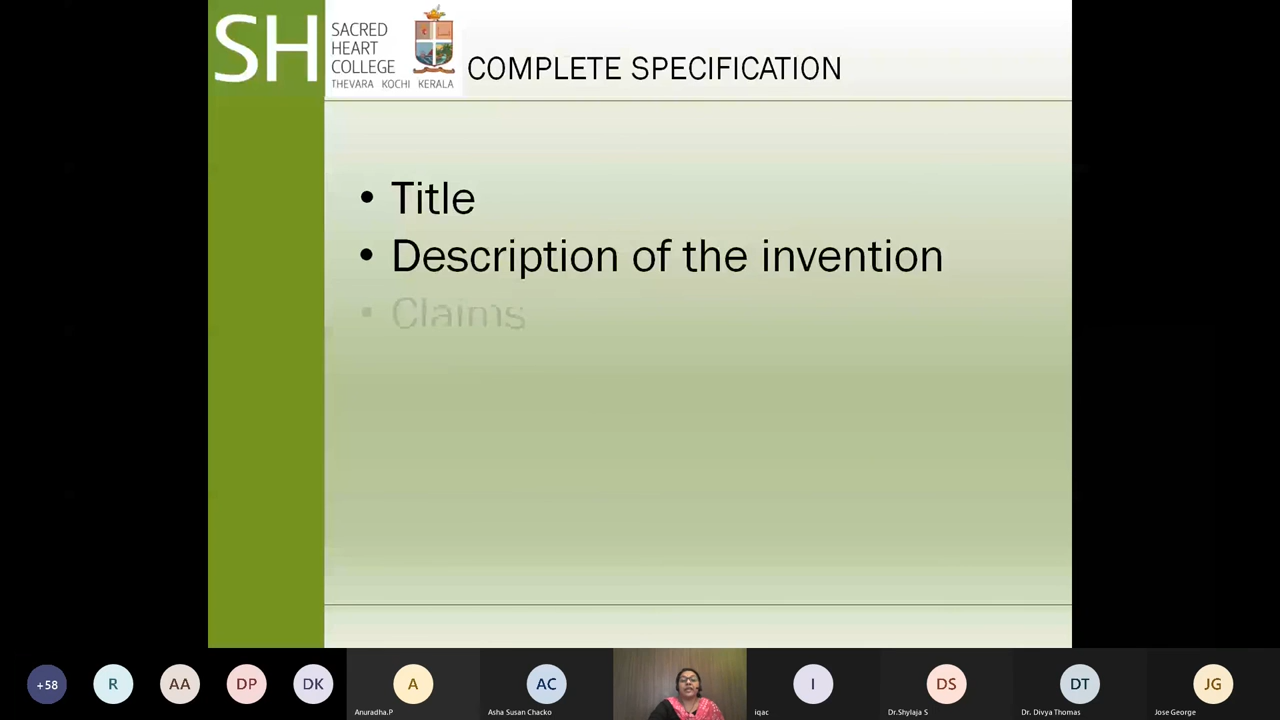 SH
SACRED
HEART
COLLEGE
THEVARA KOCHI KERALA
COMPLETE SPECIFICATION
• Title
• Description of the invention
• Claims
+58
R
AA
DP
DK
A
AC
I
DS
DT
JG
Anuradha.P
Asha Susan Chacko
iqac
Dr.Shylaja S
Dr. Divya Thomas
Jose George